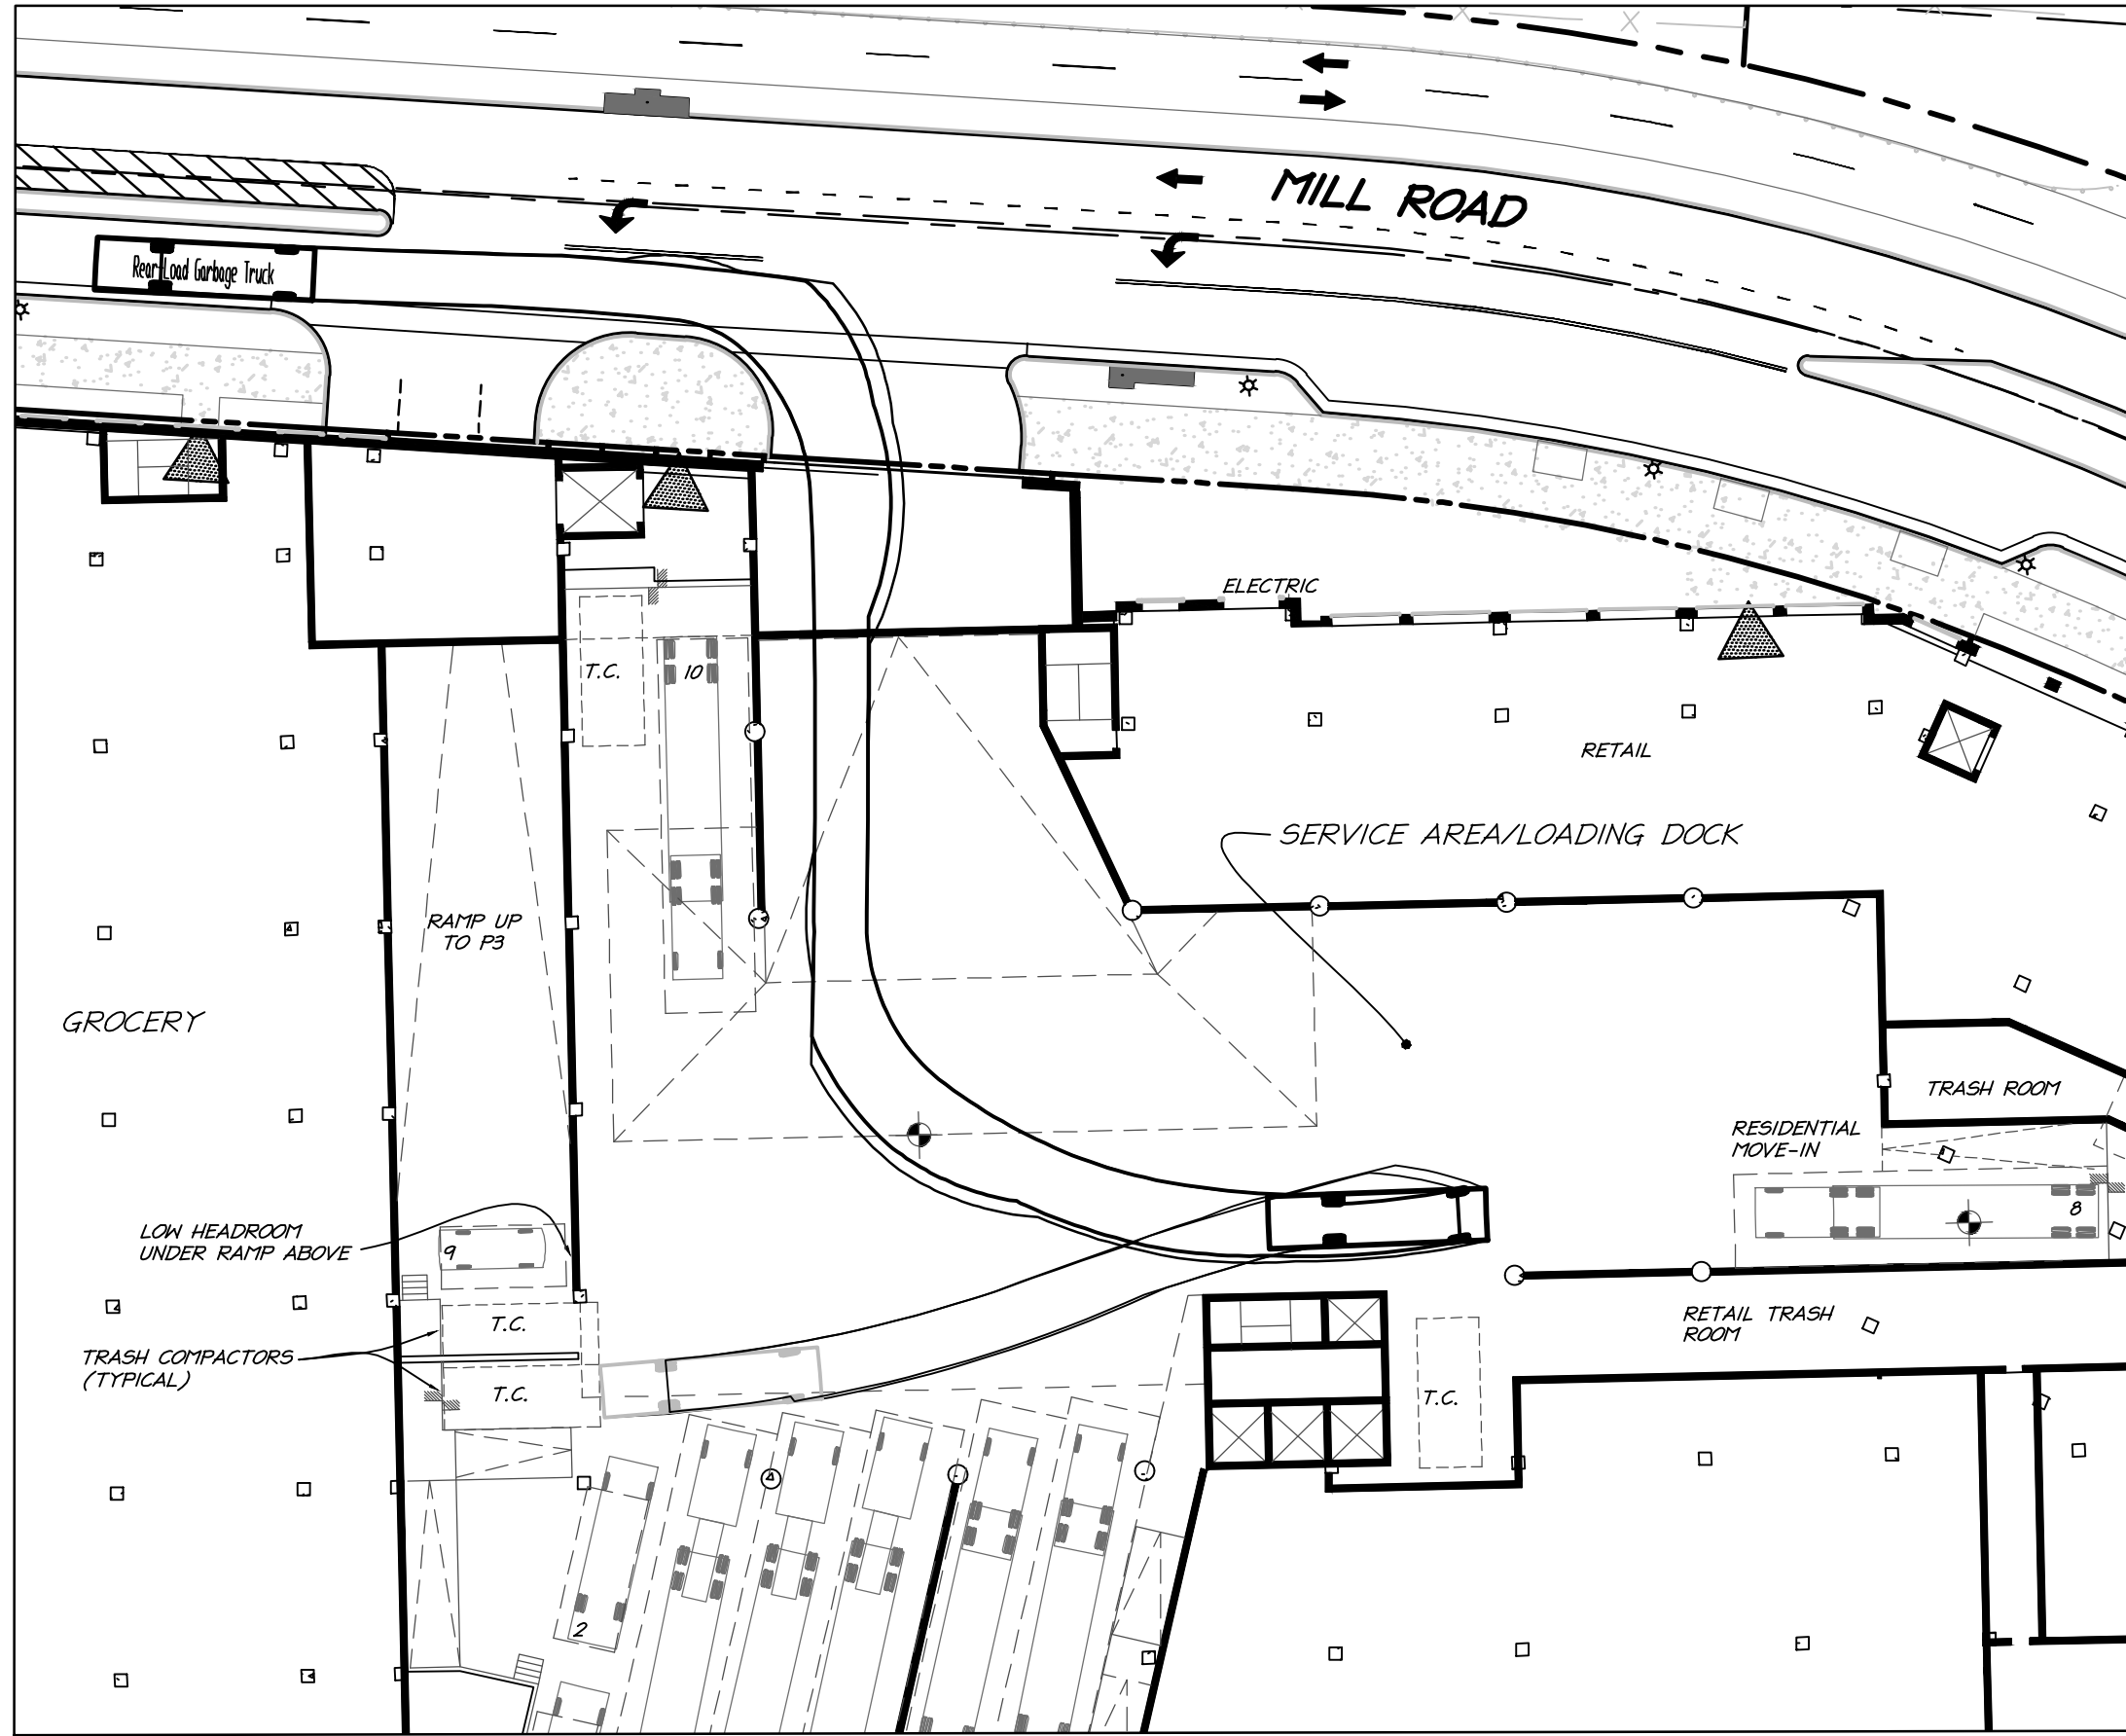 MILL ROAD
Rear-Load Garbage Truck
ELECTRIC
T.C.
10
RETAIL
SERVICE AREA/LOADING DOCK
RAMP UP
TO P3
GROCERY
TRASH ROOM
RESIDENTIAL
MOVE-IN
8
LOW HEADROOM
UNDER RAMP ABOVE
9
T.C.
RETAIL TRASH
ROOM
TRASH COMPACTORS
(TYPICAL)
T.C.
T.C.
2